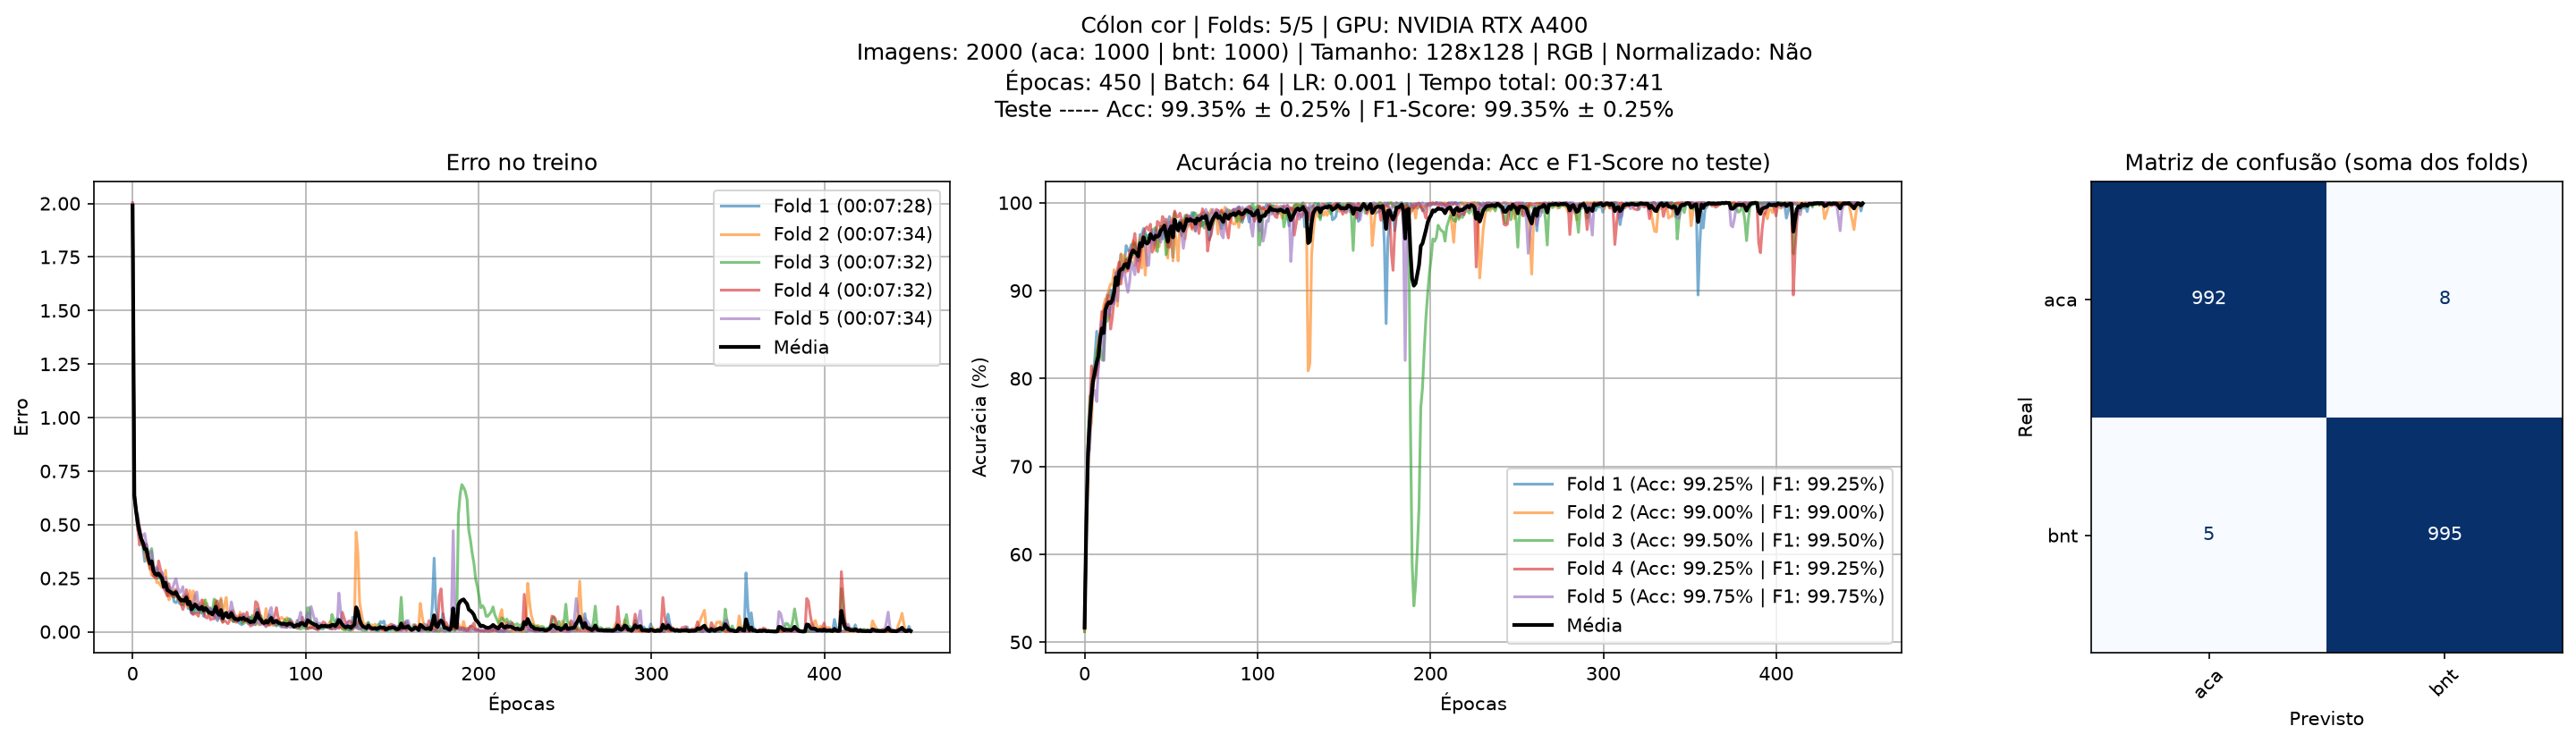 Cólon cor | Folds: 5/5 | GPU: NVIDIA RTX A400
Imagens: 2000 (aca: 1000 | bnt: 1000) | Tamanho: 128x128 | RGB | Normalizado: Não
Épocas: 450 | Batch: 64 | LR: 0.001 | Tempo total: 00:37:41
Teste ----- Acc: 99.35% ± 0.25% | F1-Score: 99.35% ± 0.25%
Erro no treino
2.00
1.75
1.50
1.25
1.00
0.75
0.50
0.25
0.00
Erro
0 100 200 300 400
Épocas
Fold 1 (00:07:28)
Fold 2 (00:07:34)
Fold 3 (00:07:32)
Fold 4 (00:07:32)
Fold 5 (00:07:34)
Média
Acurácia no treino (legenda: Acc e F1-Score no teste)
100
90
80
70
60
50
Acurácia (%)
0 100 200 300 400
Épocas
Fold 1 (Acc: 99.25% | F1: 99.25%)
Fold 2 (Acc: 99.00% | F1: 99.00%)
Fold 3 (Acc: 99.50% | F1: 99.50%)
Fold 4 (Acc: 99.25% | F1: 99.25%)
Fold 5 (Acc: 99.75% | F1: 99.75%)
Média
Matriz de confusão (soma dos folds)
aca 992 8
bnt 5 995
Real
aca bnt
Previsto